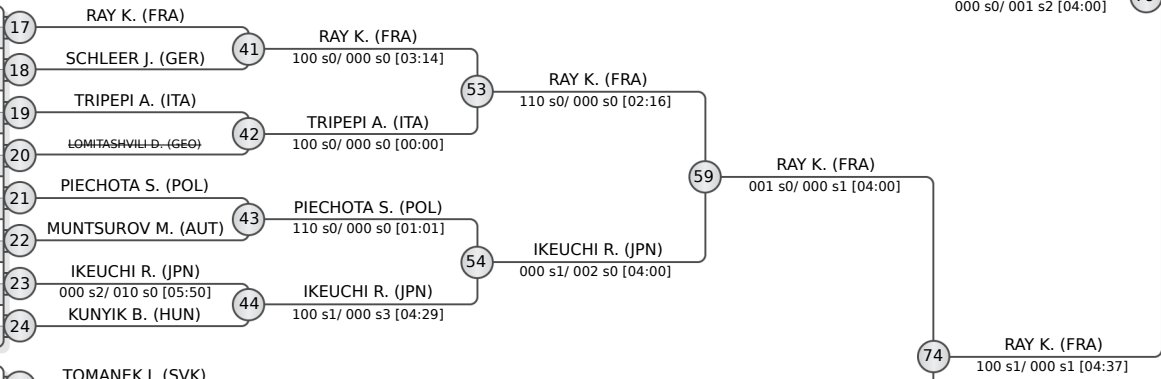 000 s0/ 001 s2 [04:00]
17
RAY K. (FRA)
18
SCHLEER J. (GER)
41
RAY K. (FRA)
100 s0/ 000 s0 [03:14]
19
TRIPEPI A. (ITA)
20
LOMITASHVILI D. (GEO)
42
TRIPEPI A. (ITA)
100 s0/ 000 s0 [00:00]
53
RAY K. (FRA)
110 s0/ 000 s0 [02:16]
21
PIECHOTA S. (POL)
22
MUNTSUROV M. (AUT)
43
PIECHOTA S. (POL)
110 s0/ 000 s0 [01:01]
23
IKEUCHI R. (JPN)
000 s2/ 010 s0 [05:50]
24
KUNYIK B. (HUN)
44
IKEUCHI R. (JPN)
100 s1/ 000 s3 [04:29]
54
IKEUCHI R. (JPN)
000 s1/ 002 s0 [04:00]
59
RAY K. (FRA)
001 s0/ 000 s1 [04:00]
74
RAY K. (FRA)
100 s1/ 000 s1 [04:37]
TOMANEK J. (SVK)